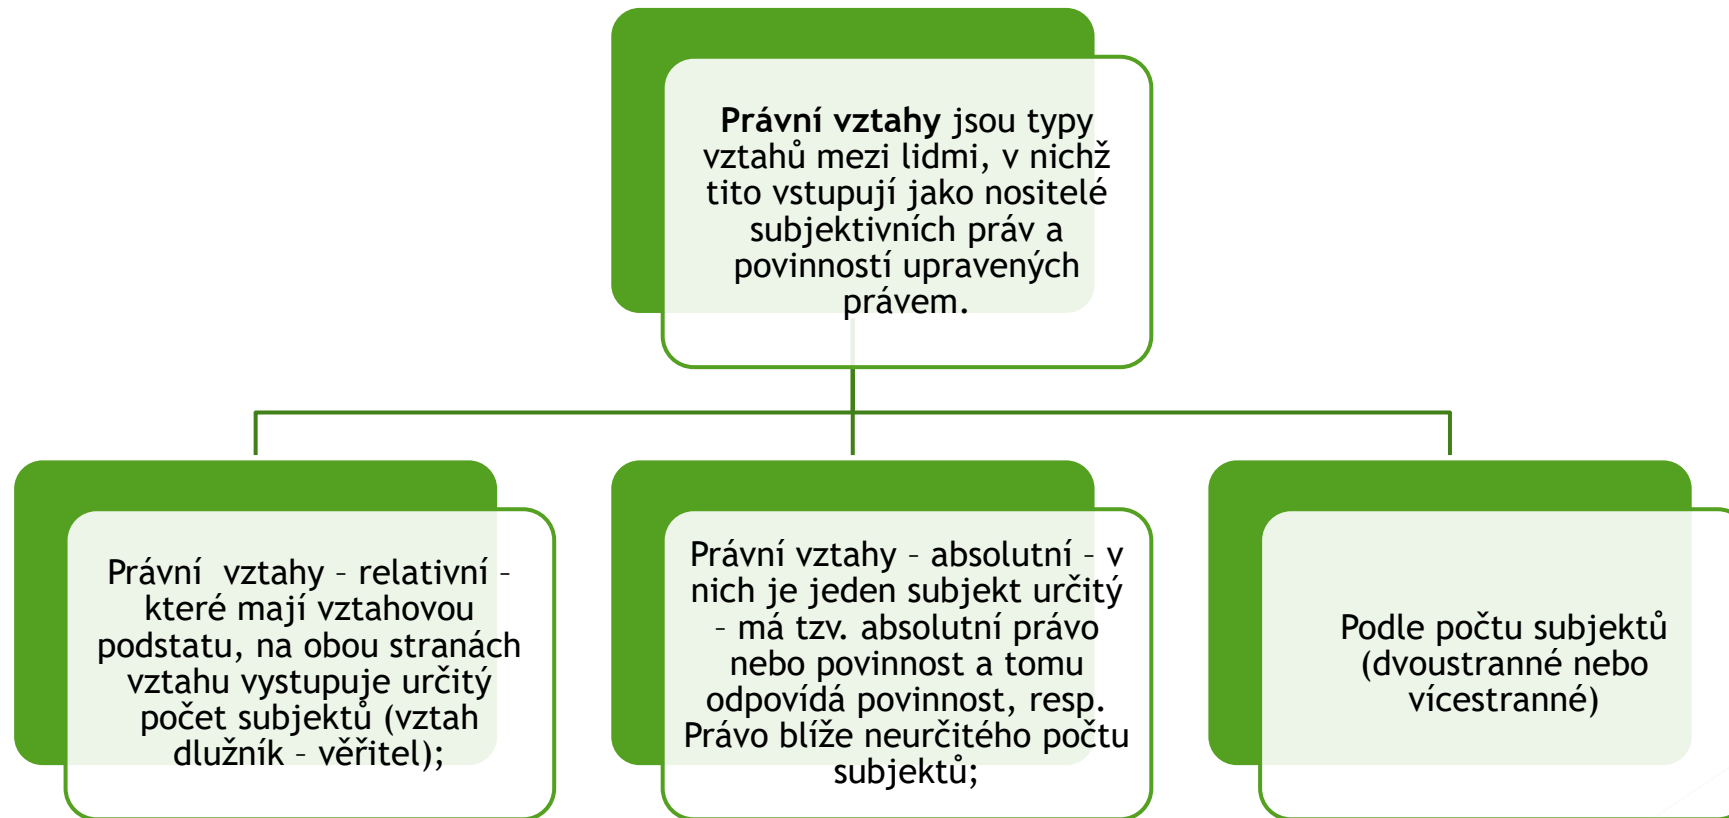 Právní vztahy jsou typy
vztahů mezi lidmi, v nichž
tito vstupují jako nositelé
subjektivních práv a
povinností upravených
právem.
Právní vztahy – relativní –
které mají vztahovou
podstatu, na obou stranách
vztahu vystupuje určitý
počet subjektů (vztah
dlužník – věřitel);
Právní vztahy – absolutní – v
nich je jeden subjekt určitý
– má tzv. absolutní právo
nebo povinnost a tomu
odpovídá povinnost, resp.
Právo blíže neurčitého počtu
subjektů;
Podle počtu subjektů
(dvoustranné nebo
vícestranné)